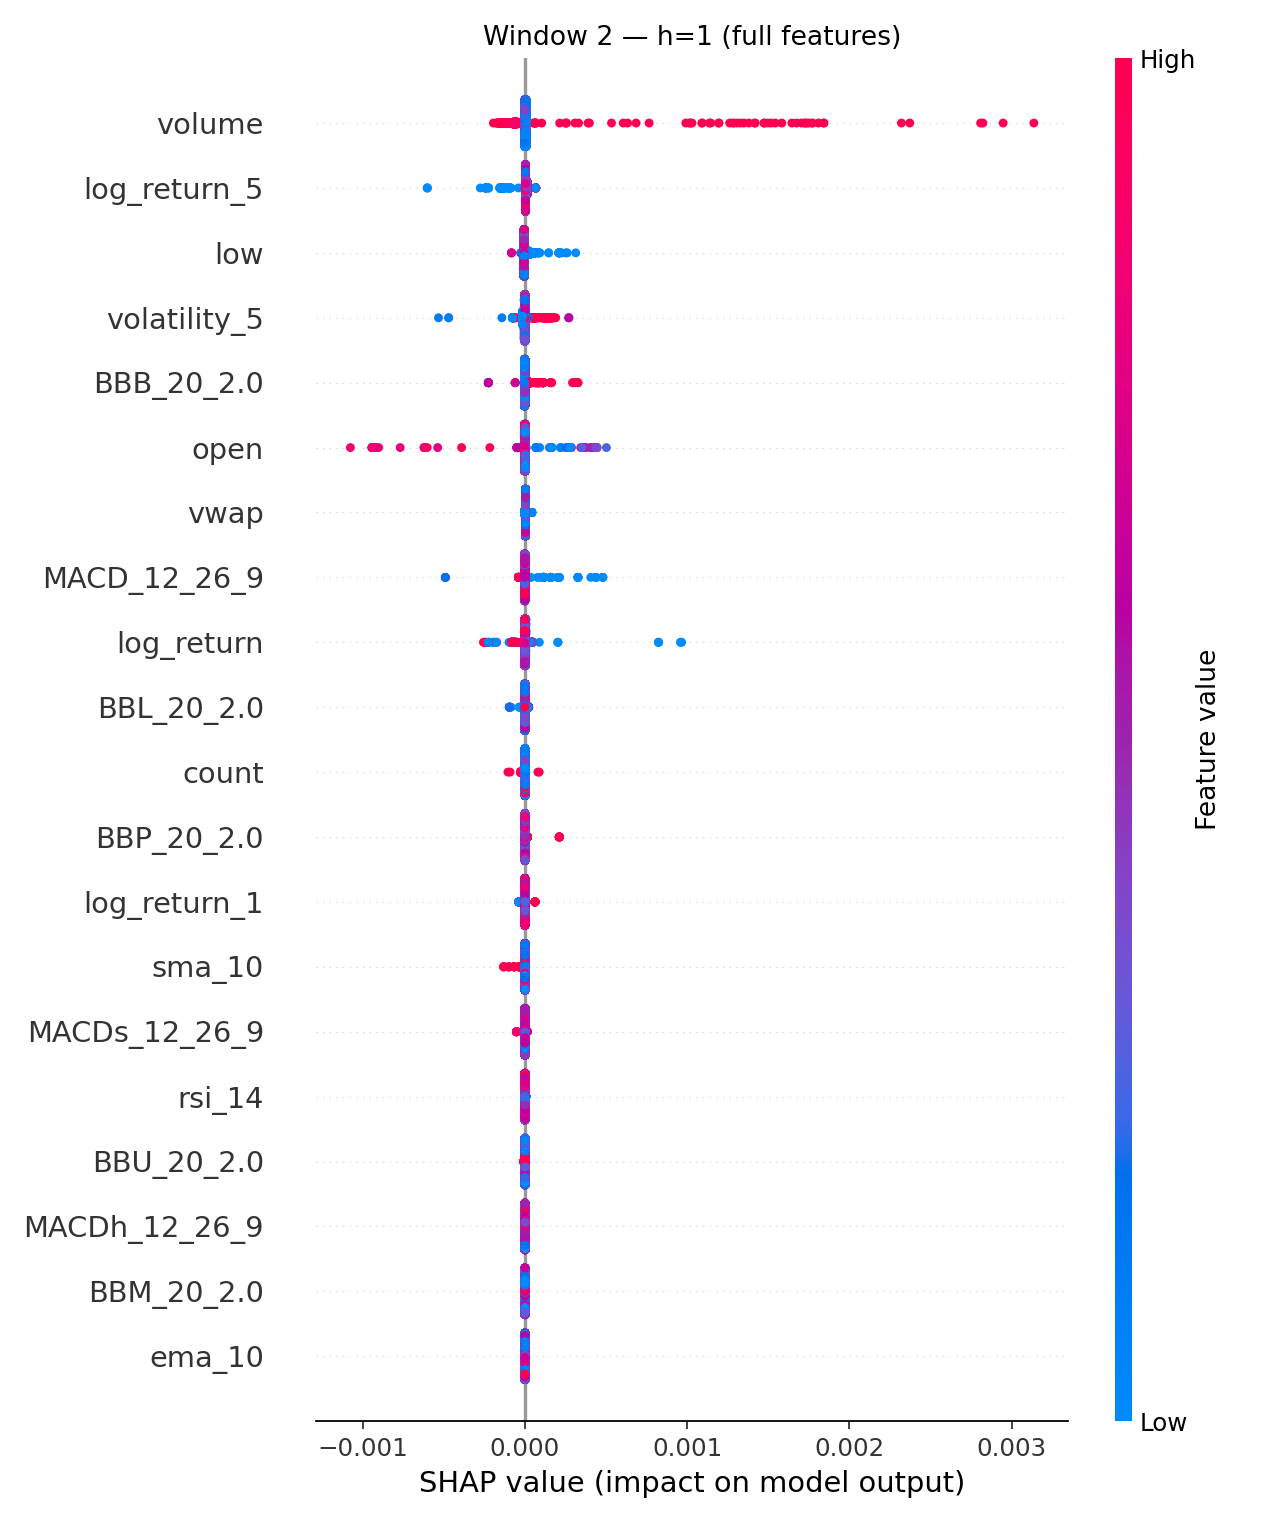 Window 2 — h=1 (full features)
High
volume
log_return_5
low
volatility_5
BBB_20_2.0
open
vwap
MACD_12_26_9
log_return
BBL_20_2.0
count
BBP_20_2.0
log_return_1
sma_10
MACDs_12_26_9
rsi_14
BBU_20_2.0
MACDh_12_26_9
BBM_20_2.0
ema_10
Feature value
Low
−0.001 0.000 0.001 0.002 0.003
SHAP value (impact on model output)